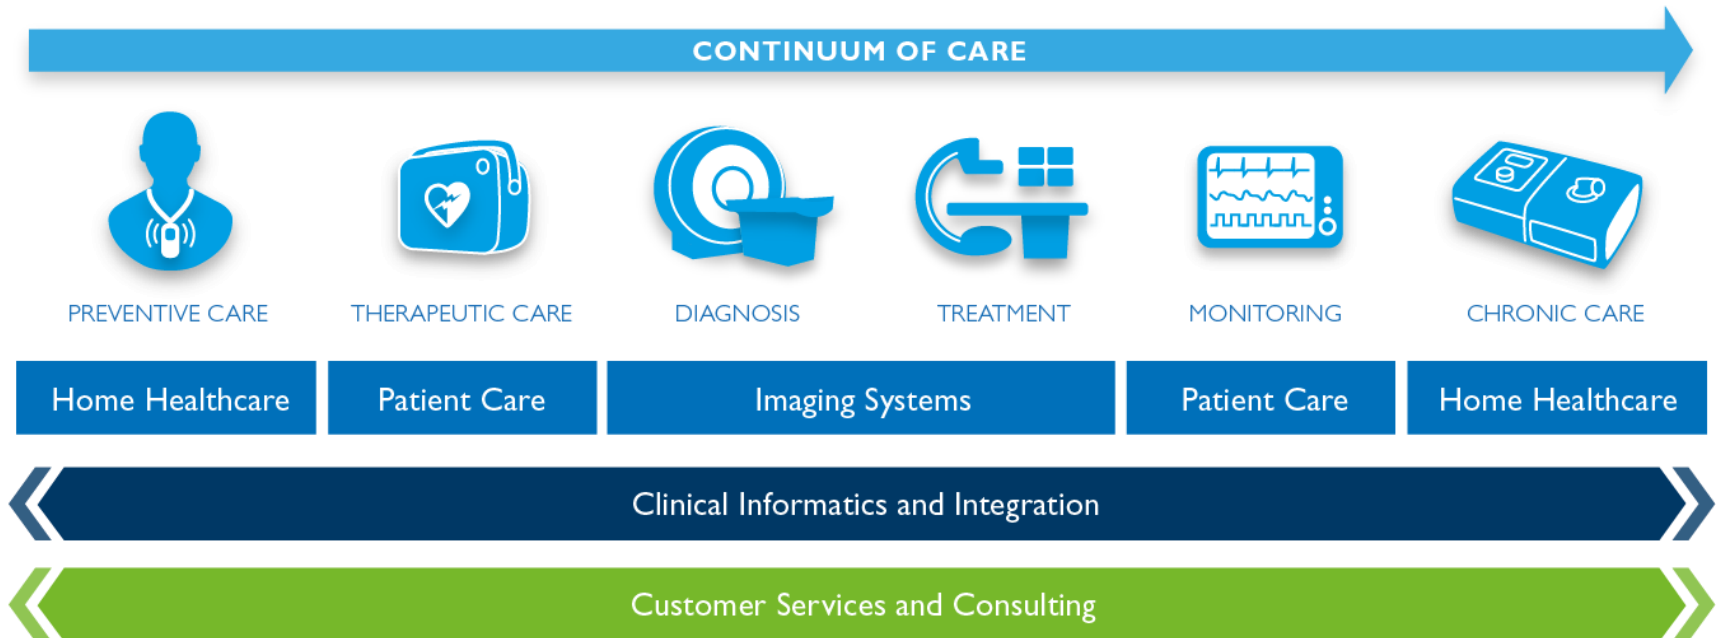 CONTINUUM OF CARE
PREVENTIVE CARE
THERAPEUTIC CARE
DIAGNOSIS
TREATMENT
MONITORING
CHRONIC CARE
Home Healthcare
Patient Care
Imaging Systems
Patient Care
Home Healthcare
Clinical Informatics and Integration
Customer Services and Consulting